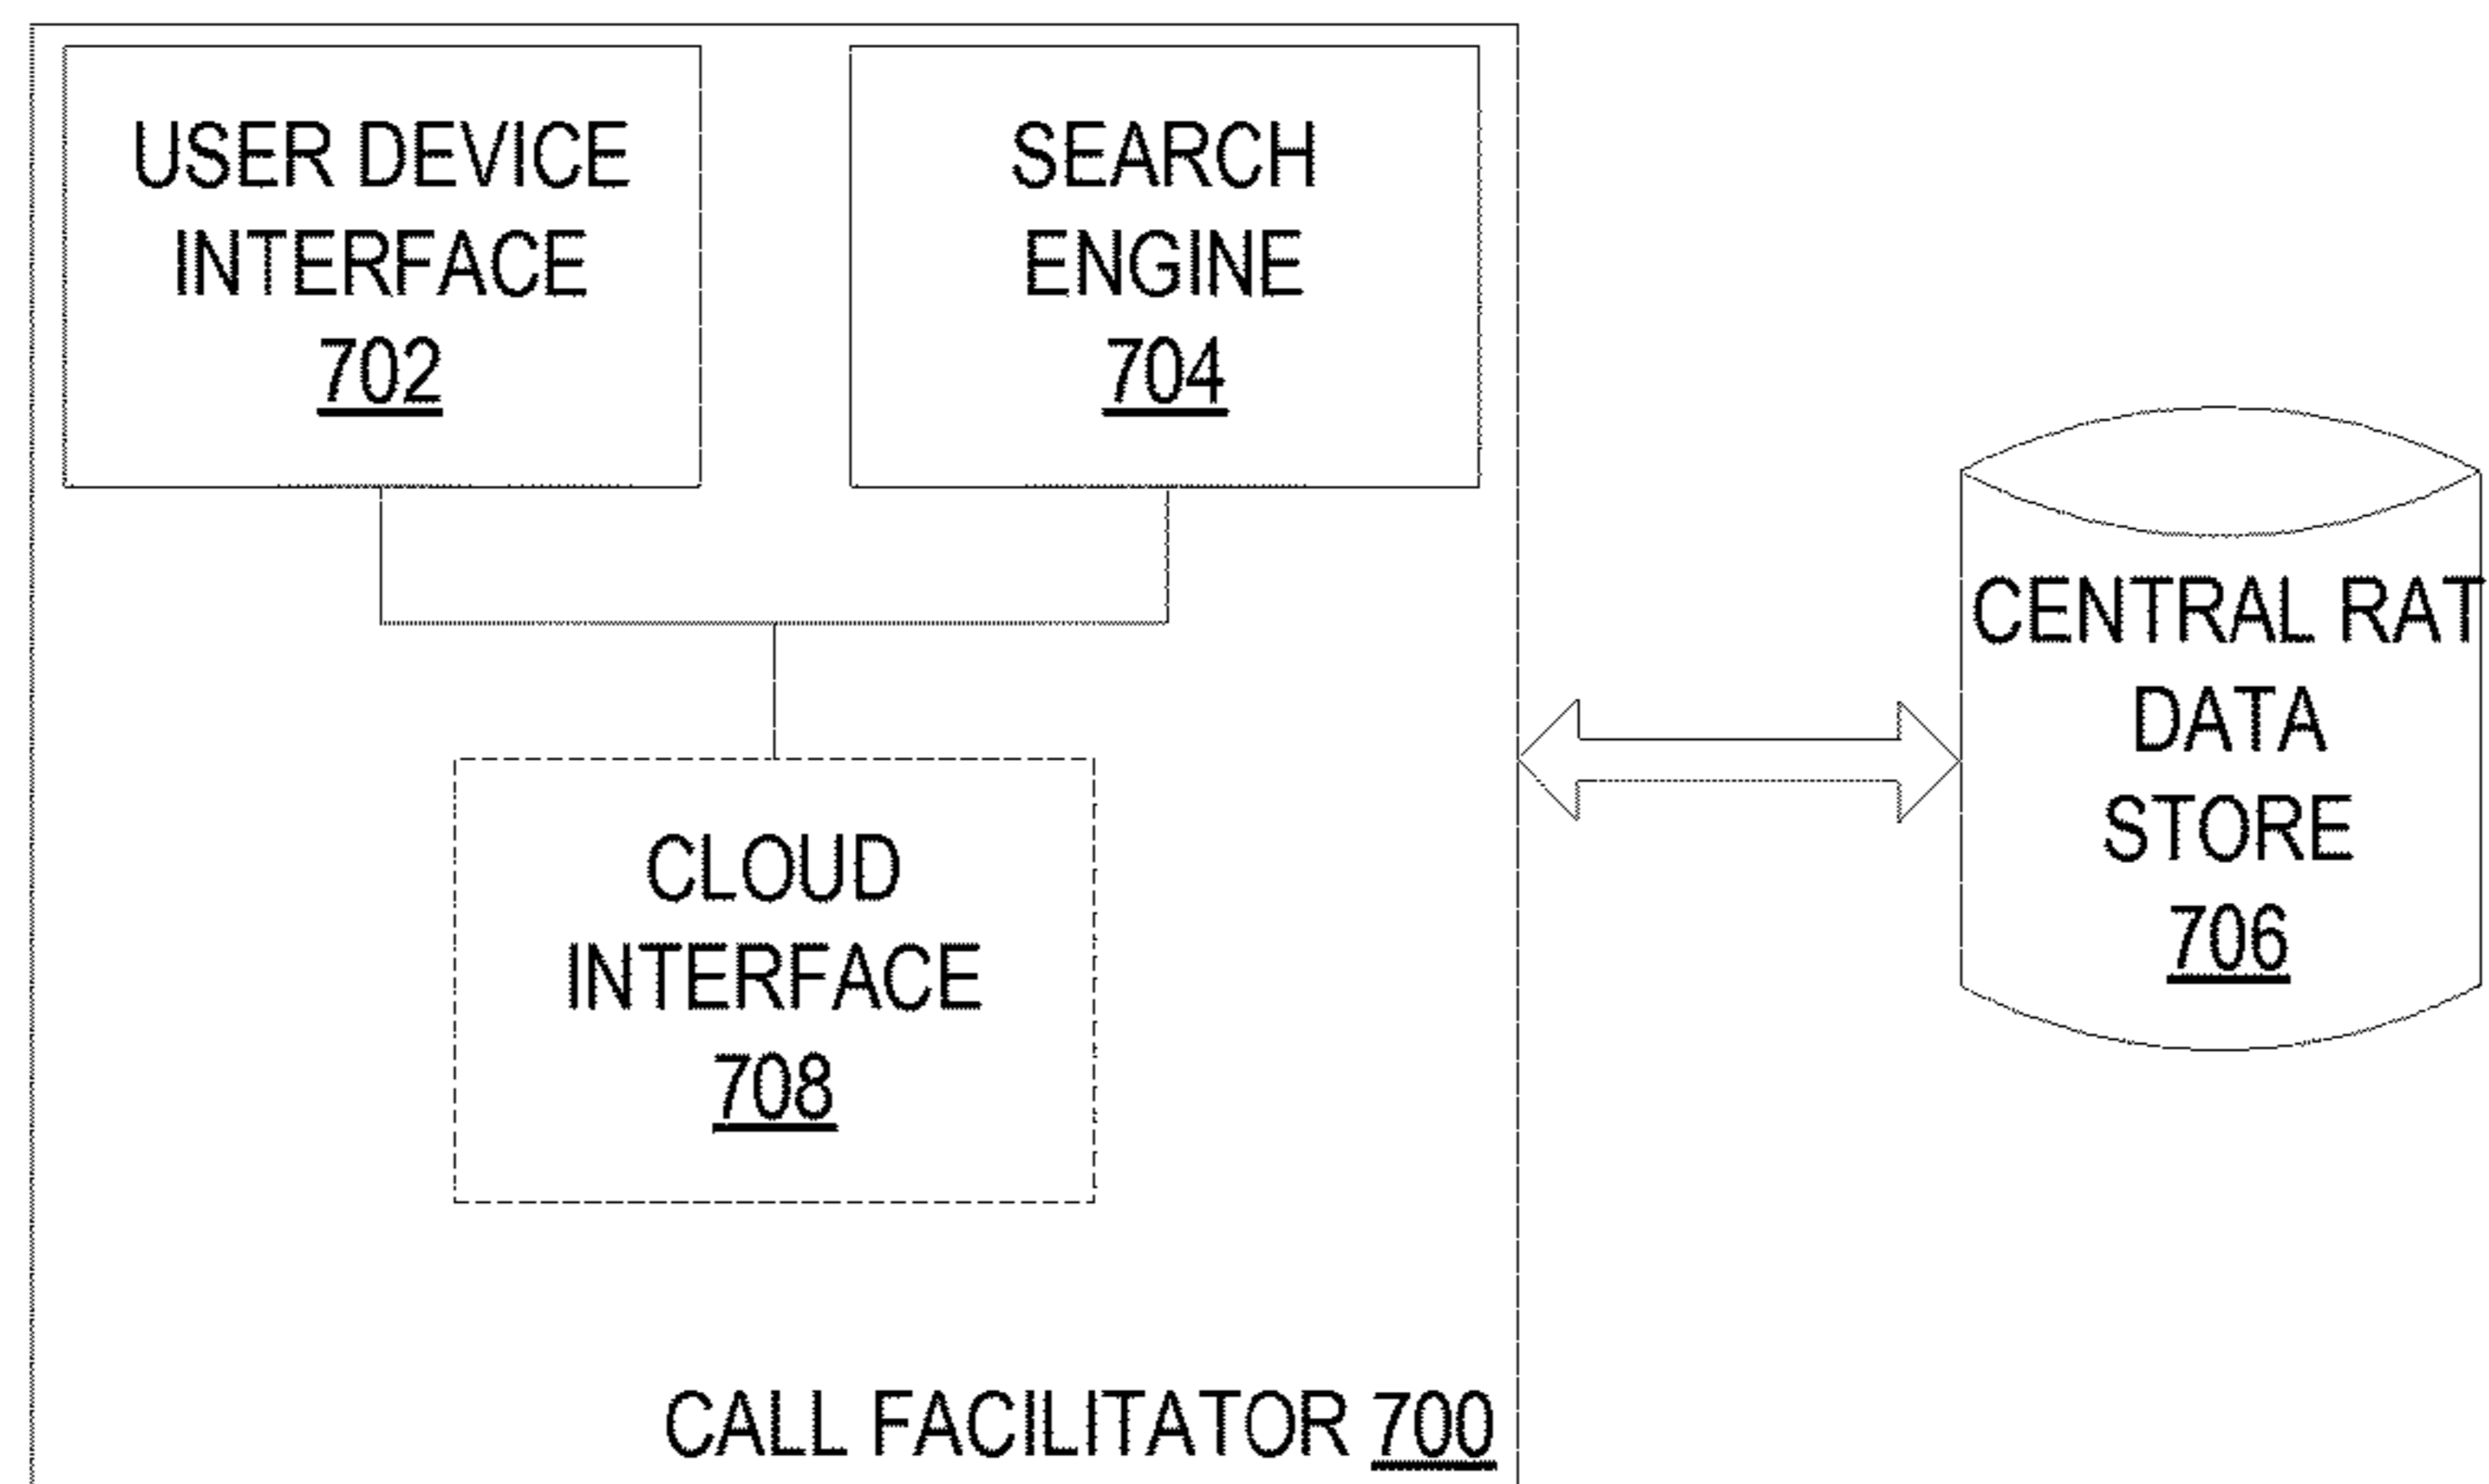 USER DEVICE
INTERFACE
702
SEARCH
ENGINE
704
CENTRAL RAT
DATA
STORE
706
CLOUD
INTERFACE
708
CALL FACILITATOR 700